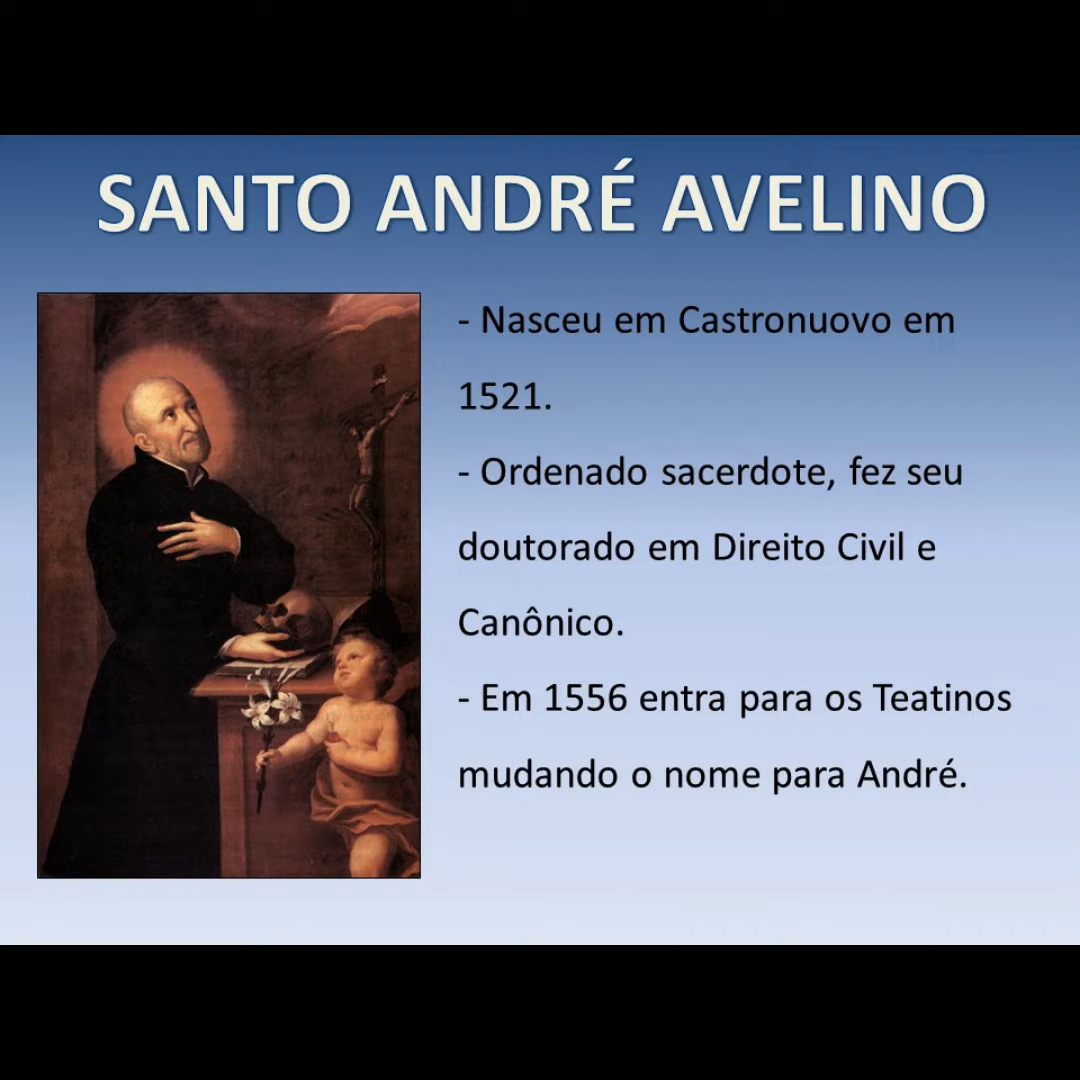 SANTO ANDRÉ AVELINO
- Nasceu em Castronuovo em
1521.
- Ordenado sacerdote, fez seu
doutorado em Direito Civil e
Canônico.
- Em 1556 entra para os Teatinos
mudando o nome para André.